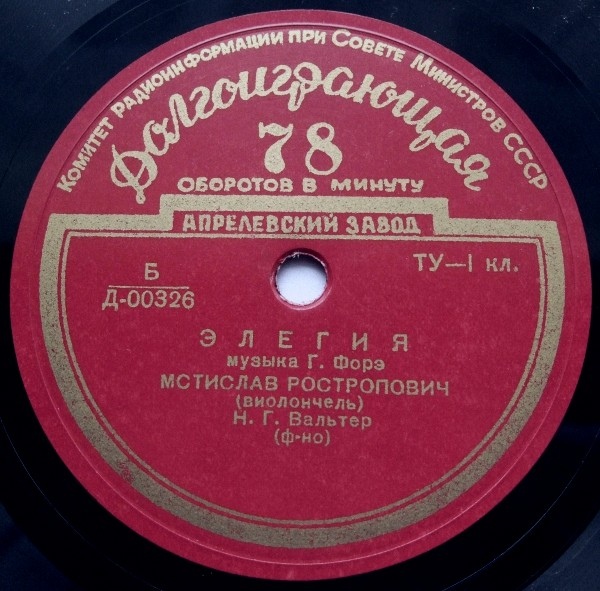 Комитет Радиоинформации при Совете Министров СССР
Долгоиграющая
78
ОБОРОТОВ В МИНУТУ
АПРЕЛЕВСКИЙ ЗАВОД
Б
Д-00326
ТУ—I кл.
ЭЛЕГИЯ
музыка Г. Форэ
МСТИСЛАВ РОСТРОПОВИЧ
(виолончель)
Н. Г. Вальтер
(ф-но)